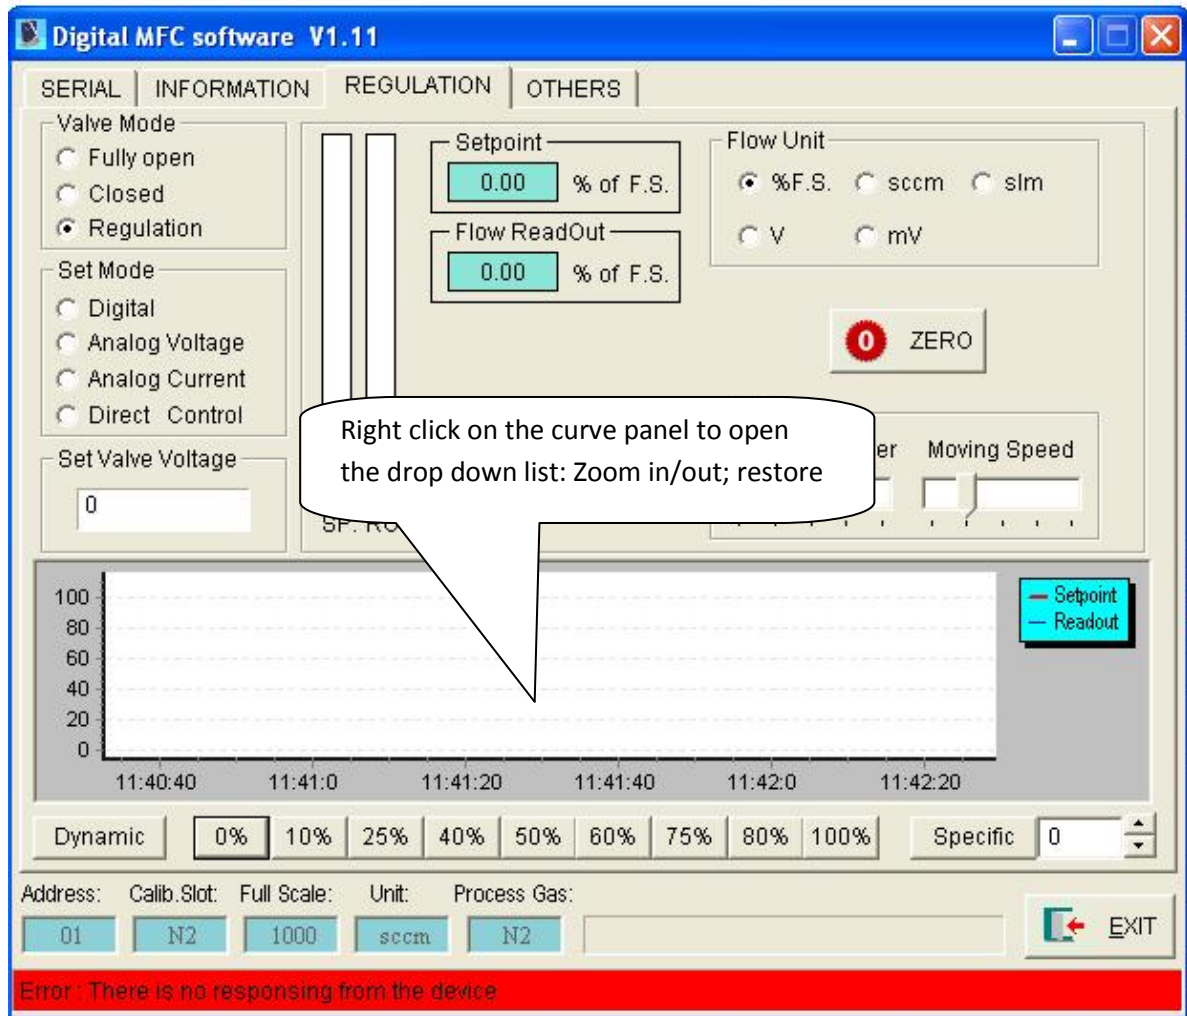 Digital MFC software V1.11
SERIAL INFORMATION REGULATION OTHERS
Valve Mode
Fully open
Closed
Regulation
Set Mode
Digital
Analog Voltage
Analog Current
Direct Control
Set Valve Voltage
0
Setpoint
0.00 % of F.S.
Flow ReadOut
0.00 % of F.S.
Flow Unit
%F.S. sccm slm
V mV
0 ZERO
Right click on the curve panel to open
the drop down list: Zoom in/out; restore
er Moving Speed
SP.
100
80
60
40
20
0
11:40:40 11:41:0 11:41:20 11:41:40 11:42:0 11:42:20
Setpoint
Readout
Dynamic 0% 10% 25% 40% 50% 60% 75% 80% 100% Specific 0
Address: Calib.Slot: Full Scale: Unit: Process Gas:
01 N2 1000 sccm N2
EXIT
Error : There is no responsing from the device